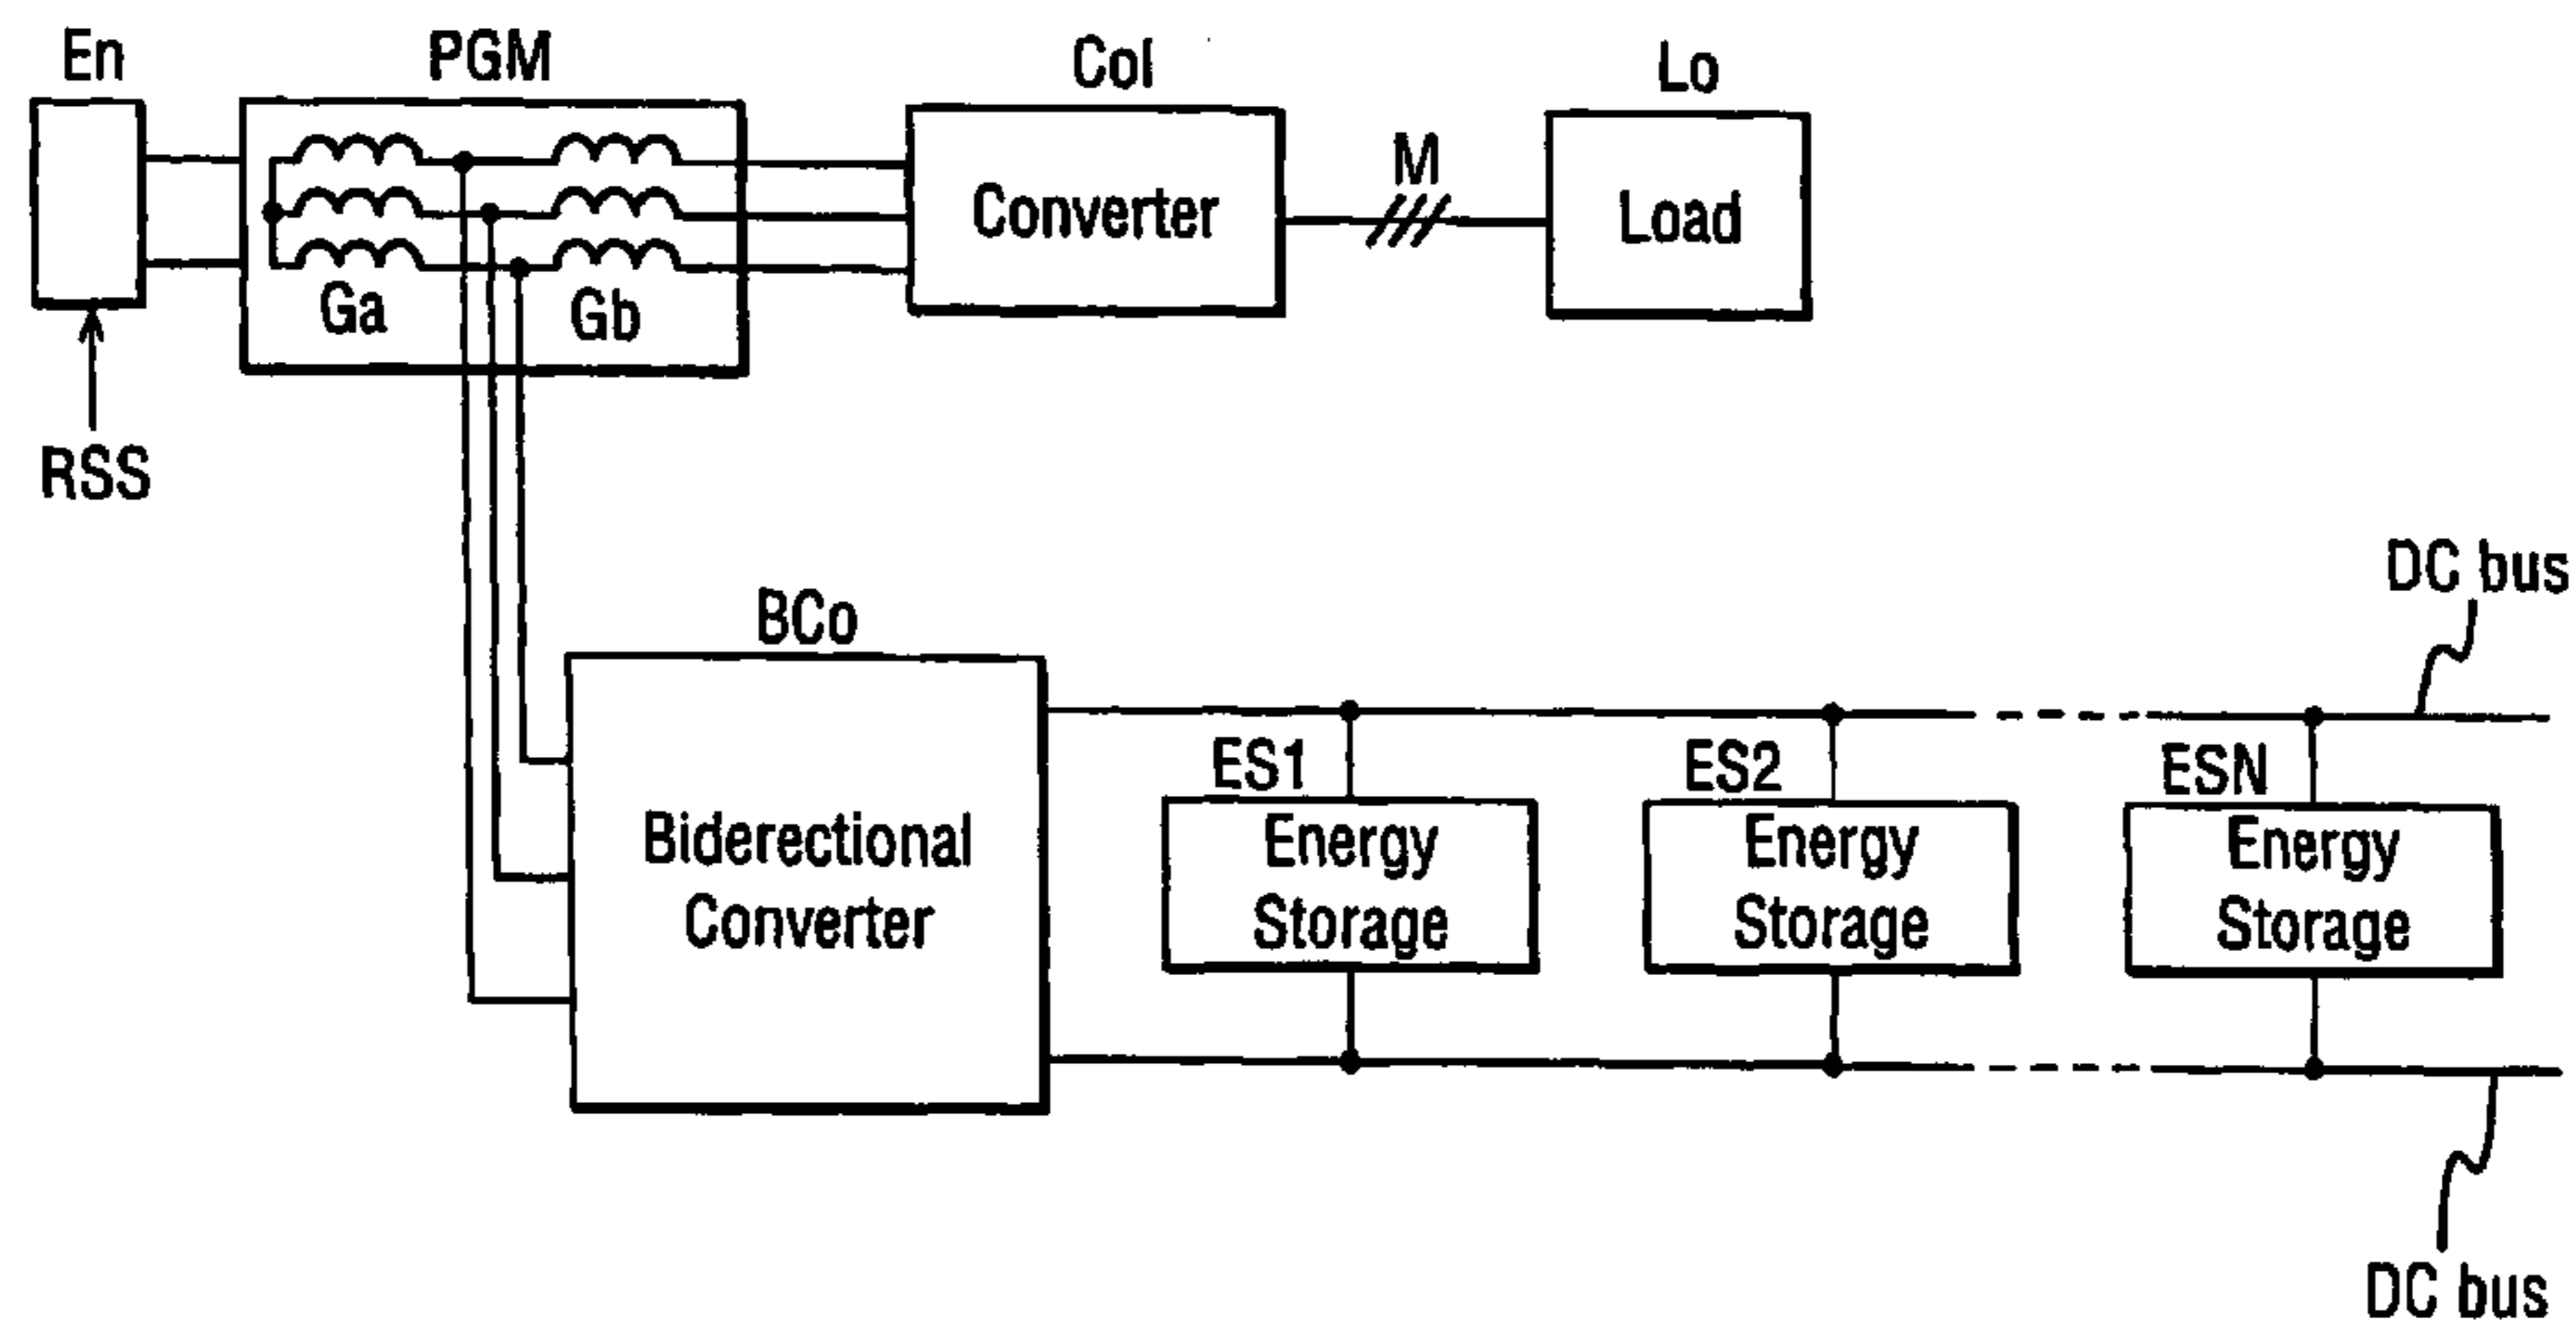 En
PGM
Col
Lo
M
Converter
Load
Ga
Gb
RSS
DC bus
BCo
ES1
ES2
ESN
Biderectional
Converter
Energy
Storage
Energy
Storage
Energy
Storage
DC bus